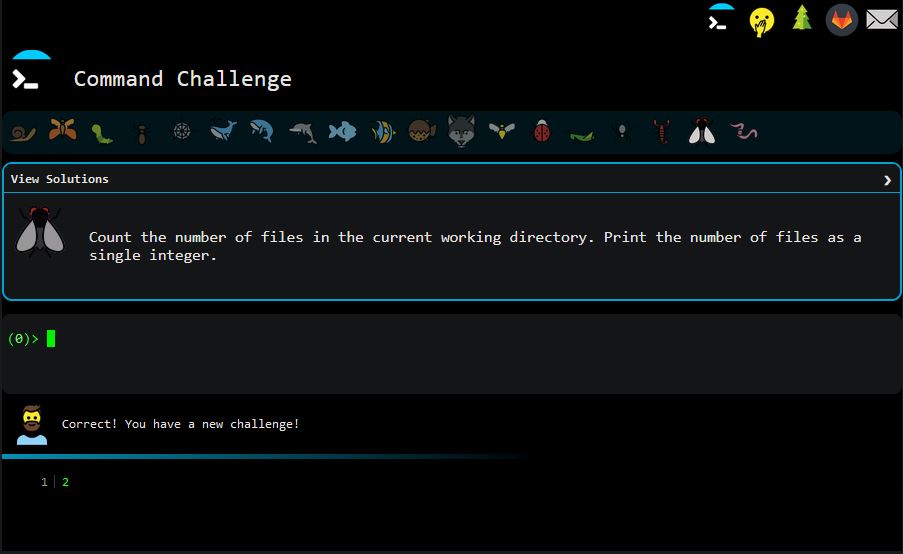 Command Challenge
View Solutions
Count the number of files in the current working directory. Print the number of files as a
single integer.
(0)>
Correct! You have a new challenge!
1 2